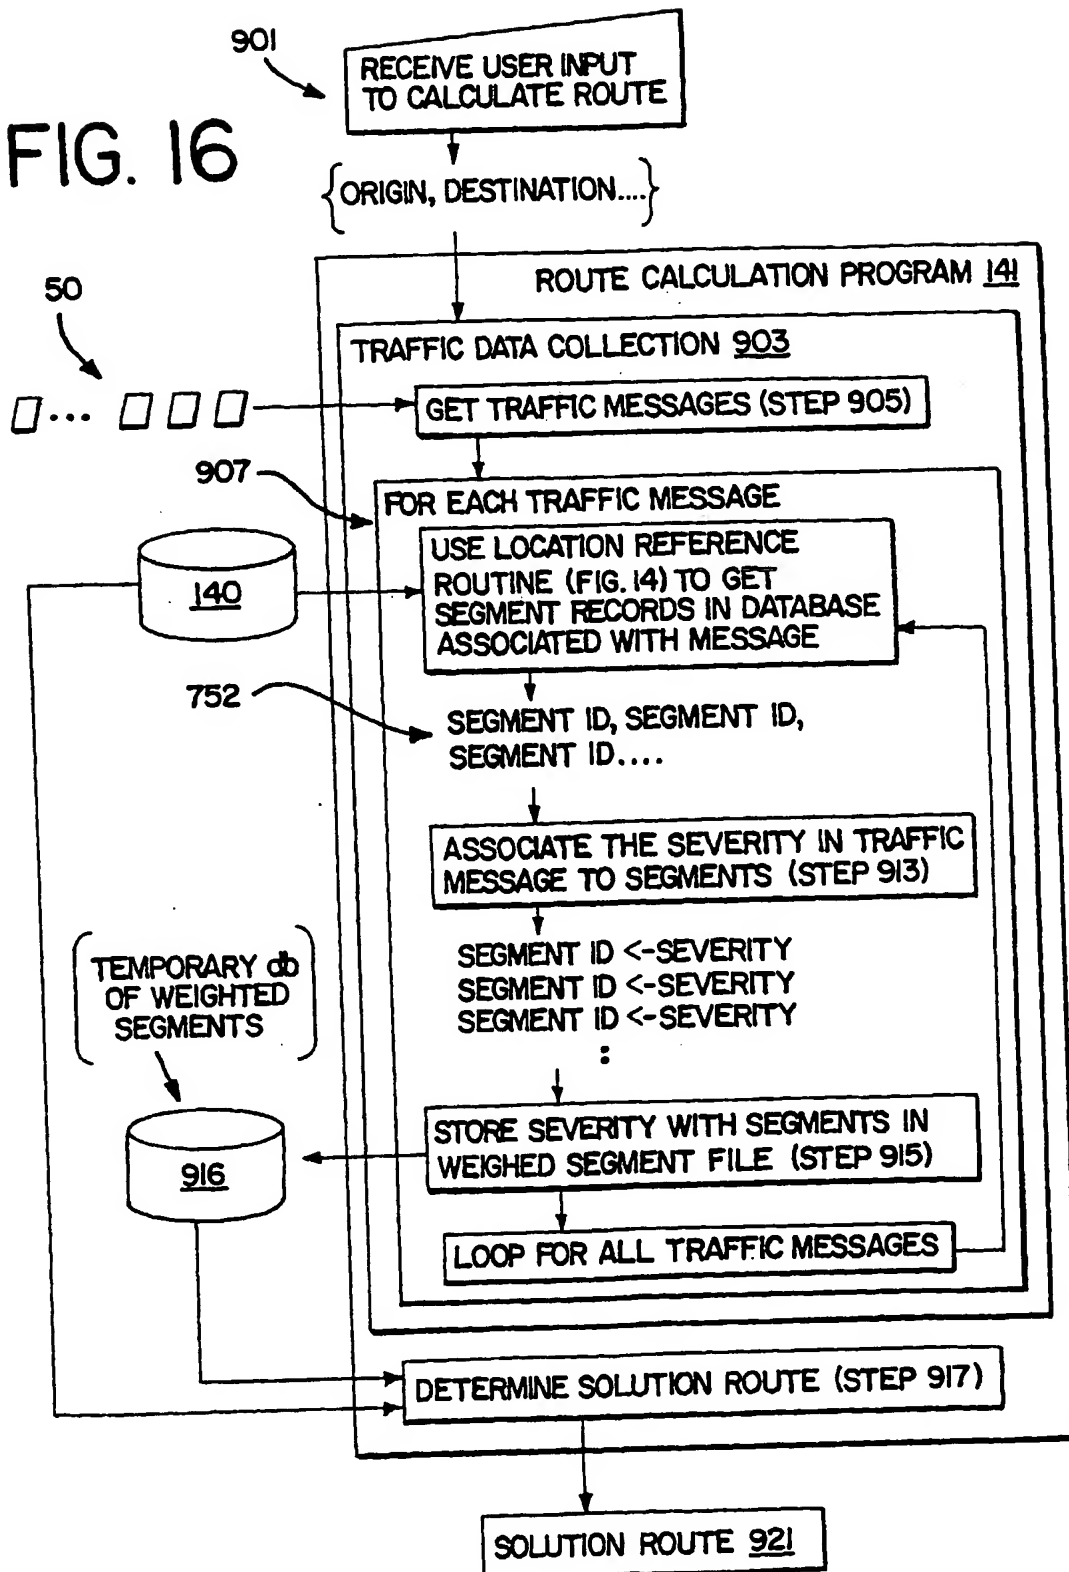 901
RECEIVE USER INPUT
TO CALCULATE ROUTE
FIG. 16
{ORIGIN, DESTINATION....}
ROUTE CALCULATION PROGRAM 141
50
TRAFFIC DATA COLLECTION 903
...
GET TRAFFIC MESSAGES (STEP 905)
907
FOR EACH TRAFFIC MESSAGE
USE LOCATION REFERENCE
ROUTINE (FIG. 14) TO GET
SEGMENT RECORDS IN DATABASE
ASSOCIATED WITH MESSAGE
140
752
SEGMENT ID, SEGMENT ID,
SEGMENT ID....
ASSOCIATE THE SEVERITY IN TRAFFIC
MESSAGE TO SEGMENTS (STEP 913)
SEGMENT ID <-SEVERITY
SEGMENT ID <-SEVERITY
SEGMENT ID <-SEVERITY
:
(TEMPORARY db
OF WEIGHTED
SEGMENTS)
STORE SEVERITY WITH SEGMENTS IN
WEIGHED SEGMENT FILE (STEP 915)
916
LOOP FOR ALL TRAFFIC MESSAGES
DETERMINE SOLUTION ROUTE (STEP 917)
SOLUTION ROUTE 921